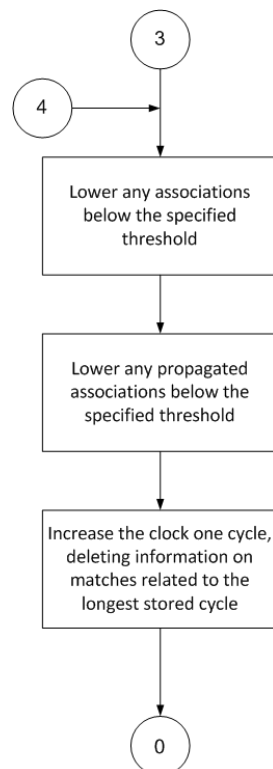 3
4
Lower any associations
below the specified
threshold
Lower any propagated
associations below the
specified threshold
Increase the clock one cycle,
deleting information on
matches related to the
longest stored cycle
0